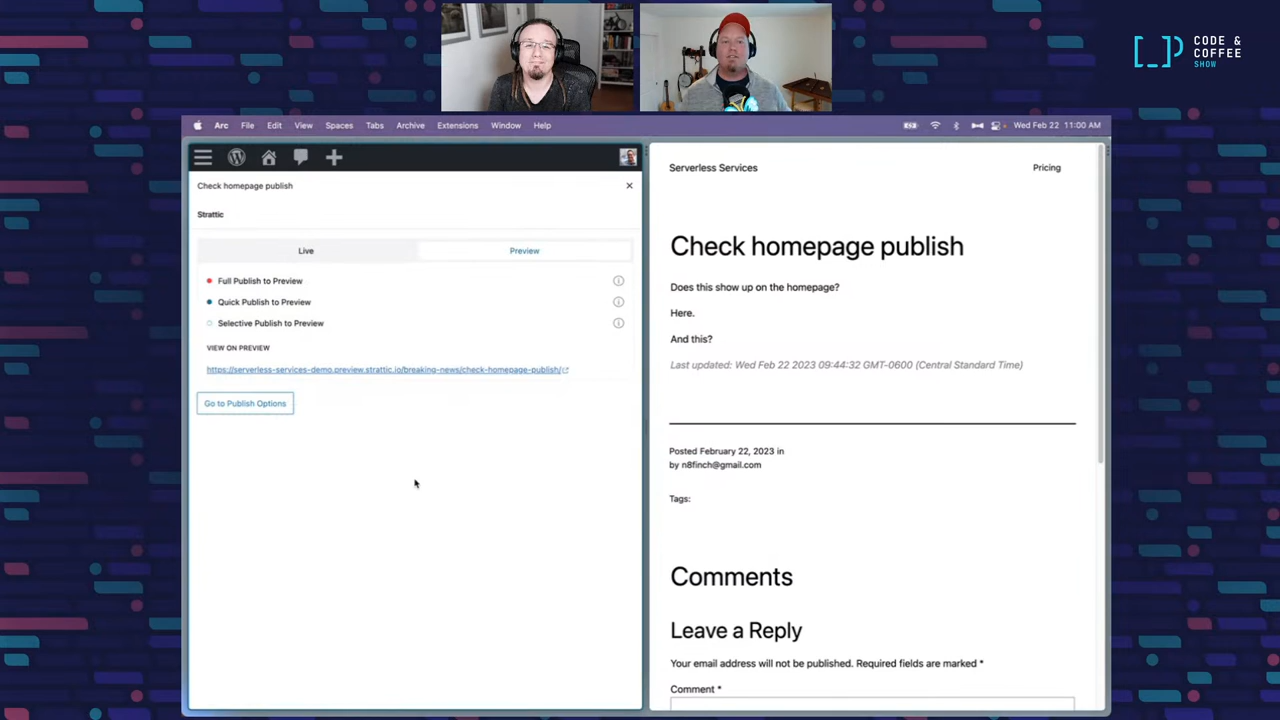 CODE &
COFFEE
SHOW
Arc File Edit View Spaces Tabs Archive Extensions Window Help
Wed Feb 22 11:00 AM
Check homepage publish
Strattic
Live Preview
Full Publish to Preview
Quick Publish to Preview
Selective Publish to Preview
VIEW ON PREVIEW
https://serverless-services-demo.preview.strattic.io/breaking-news/check-homepage-publish/
Go to Publish Options
Serverless Services Pricing
Check homepage publish
Does this show up on the homepage?
Here.
And this?
Last updated: Wed Feb 22 2023 09:44:32 GMT-0600 (Central Standard Time)
Posted February 22, 2023 in
by n8finch@gmail.com
Tags:
Comments
Leave a Reply
Your email address will not be published. Required fields are marked *
Comment *